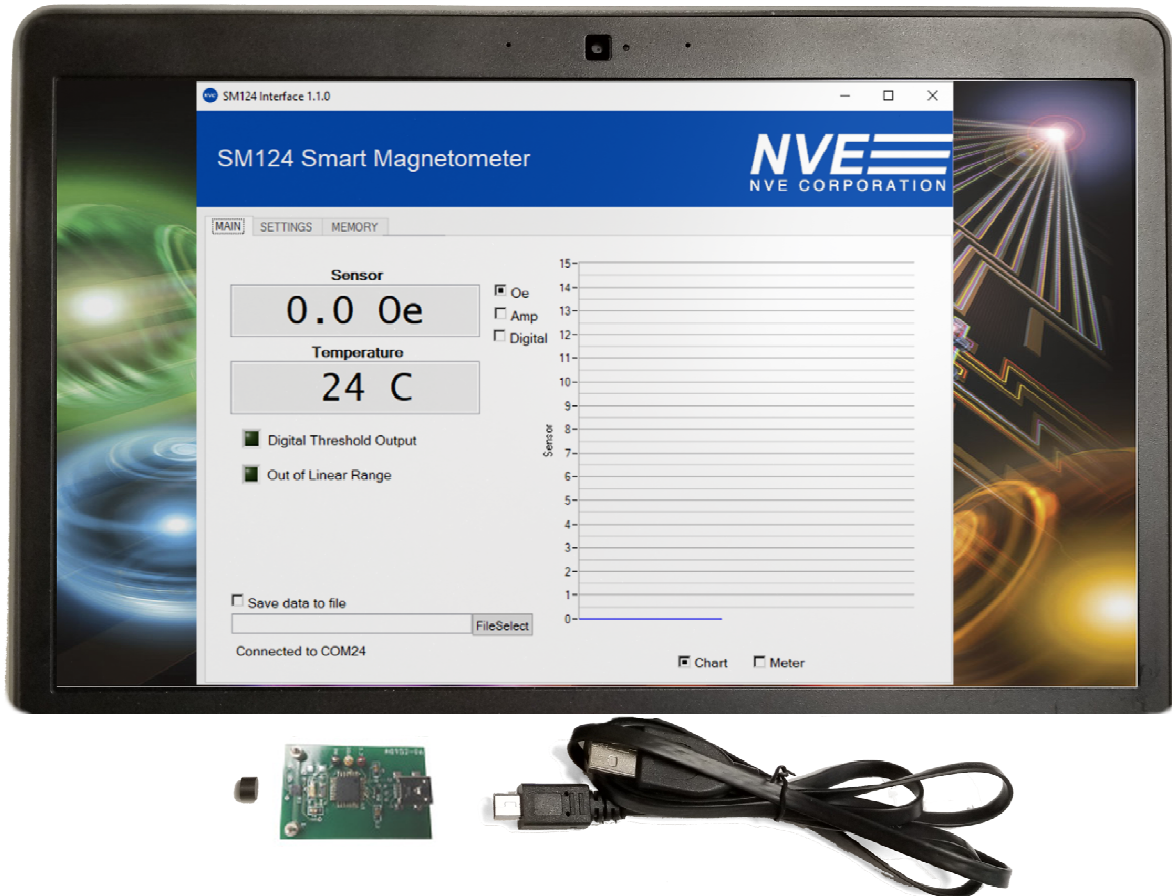 SM124 Interface 1.1.0
SM124 Smart Magnetometer
NVE
NVE CORPORATION
MAIN SETTINGS MEMORY
Sensor
0.0 Oe
Oe
Amp
Digital
Temperature
24 C
Digital Threshold Output
Out of Linear Range
Save data to file
FileSelect
Connected to COM24
15
14
13
12
11
10
9
8
7
6
5
4
3
2
1
0
Sensor
Chart Meter